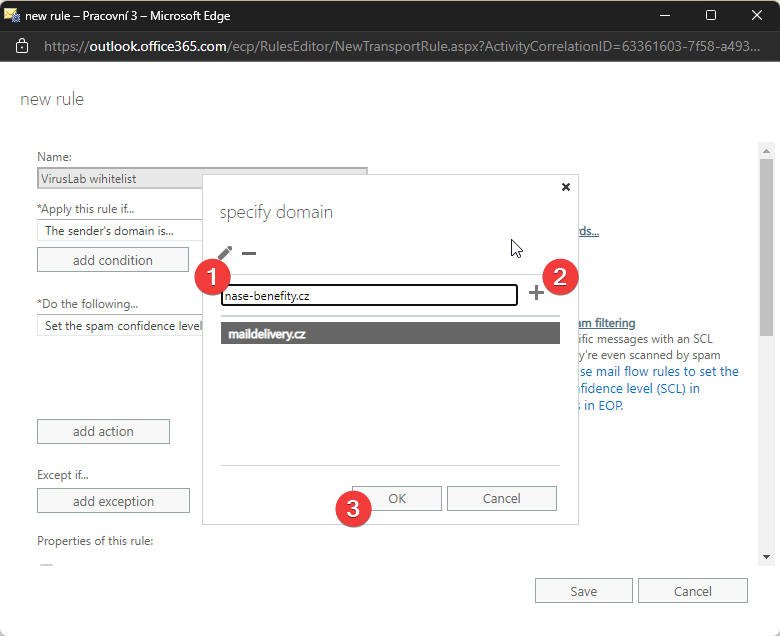 new rule – Pracovní 3 – Microsoft Edge
https://outlook.office365.com/ecp/RulesEditor/NewTransportRule.aspx?ActivityCorrelationID=63361603-7f58-a493...
new rule
Name:
VirusLab wihitelist
*Apply this rule if...
The sender's domain is...
add condition
*Do the following...
Set the spam confidence level
add action
Except if...
add exception
Properties of this rule:
specify domain
1
nase-benefity.cz
2
maildelivery.cz
3
OK
Cancel
rds...
am filtering
ific messages with an SCL
y're even scanned by spam
se mail flow rules to set the
fidence level (SCL) in
s in EOP.
Save
Cancel